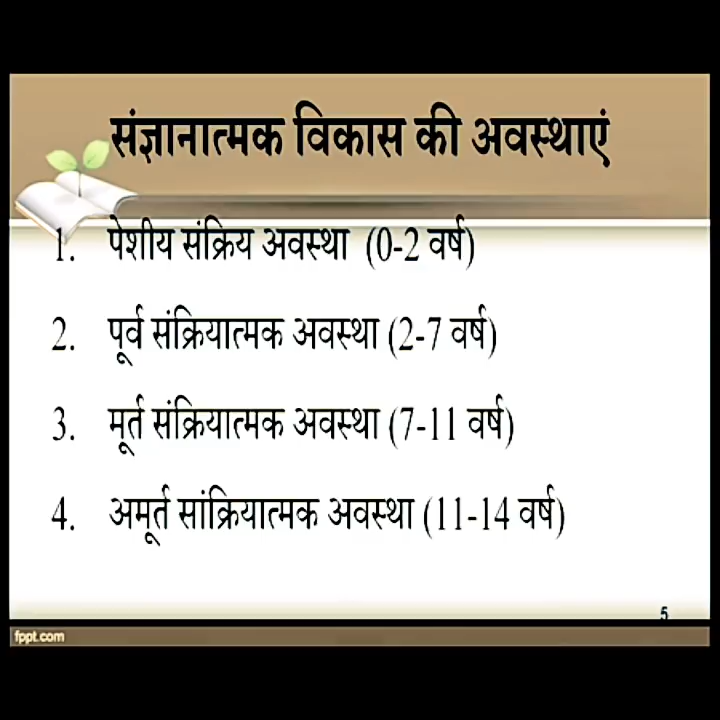 संज्ञानात्मक विकास की अवस्थाएं
1. पेशीय संक्रिय अवस्था (0-2 वर्ष)
2. पूर्व संक्रियात्मक अवस्था (2-7 वर्ष)
3. मूर्त संक्रियात्मक अवस्था (7-11 वर्ष)
4. अमूर्त सांक्रियात्मक अवस्था (11-14 वर्ष)
5
fppt.com